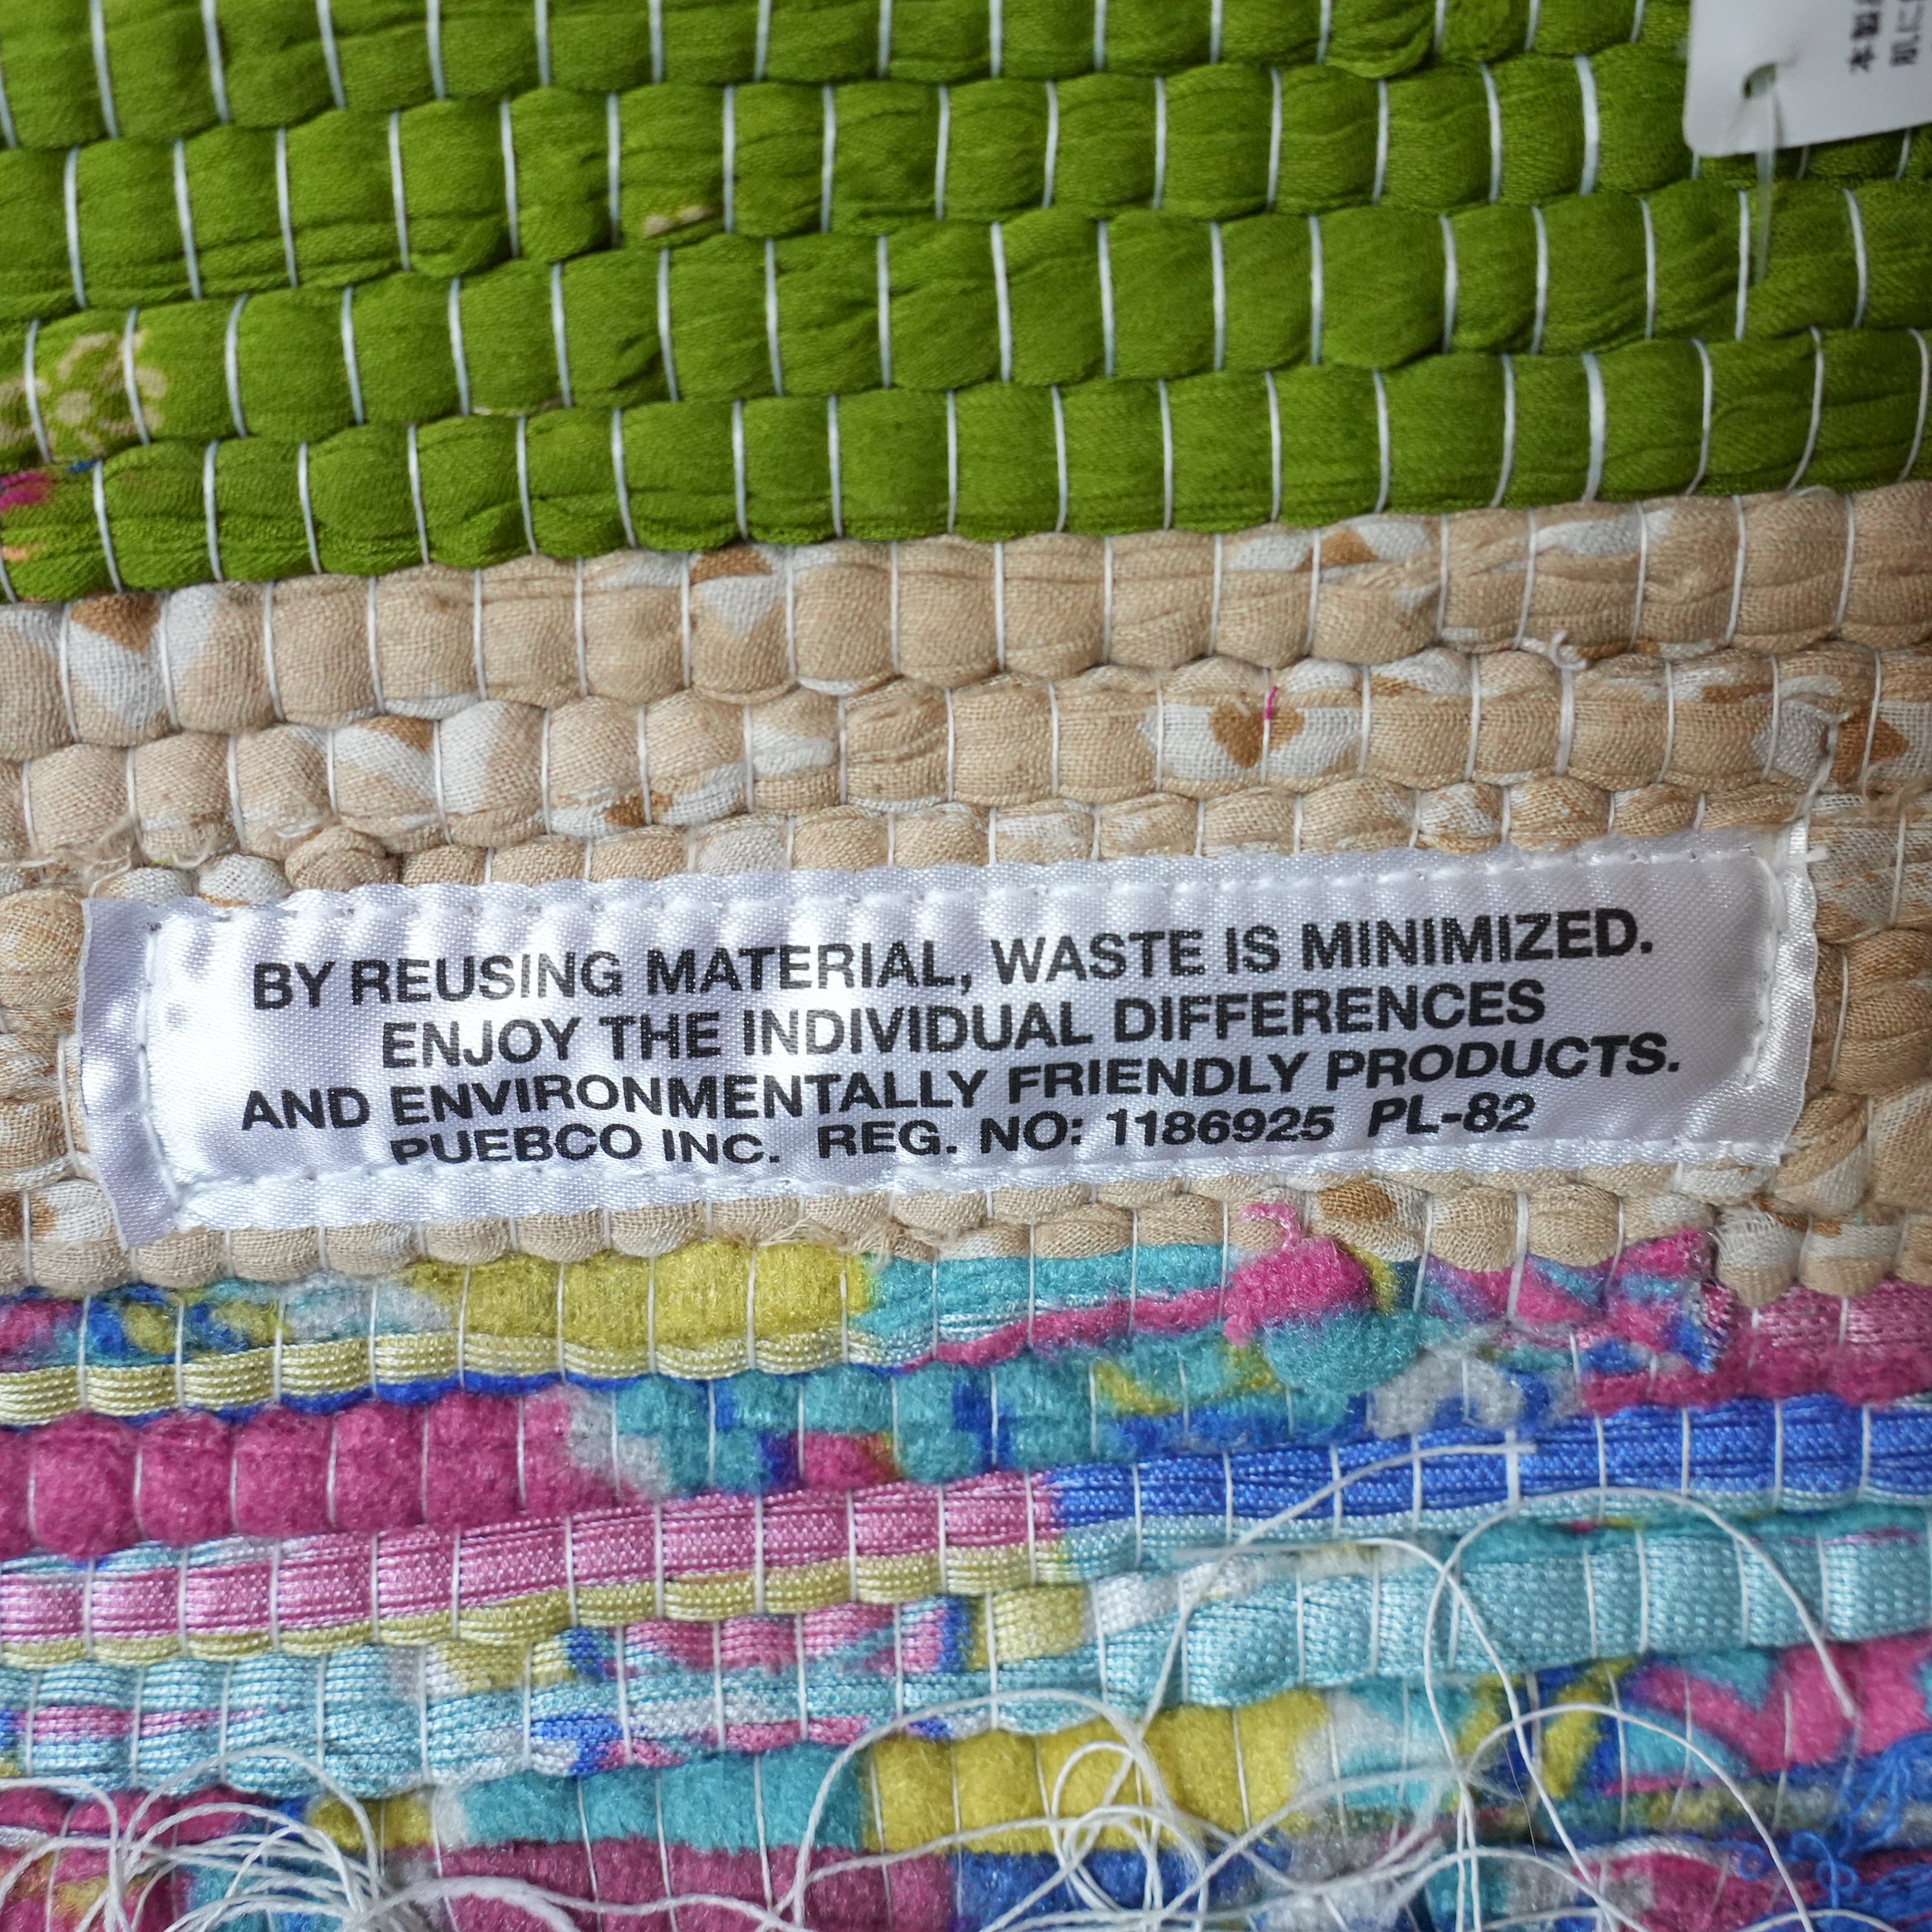 BY REUSING MATERIAL, WASTE IS MINIMIZED.
ENJOY THE INDIVIDUAL DIFFERENCES
AND ENVIRONMENTALLY FRIENDLY PRODUCTS.
PUEBCO INC. REG. NO: 1186925 PL-82